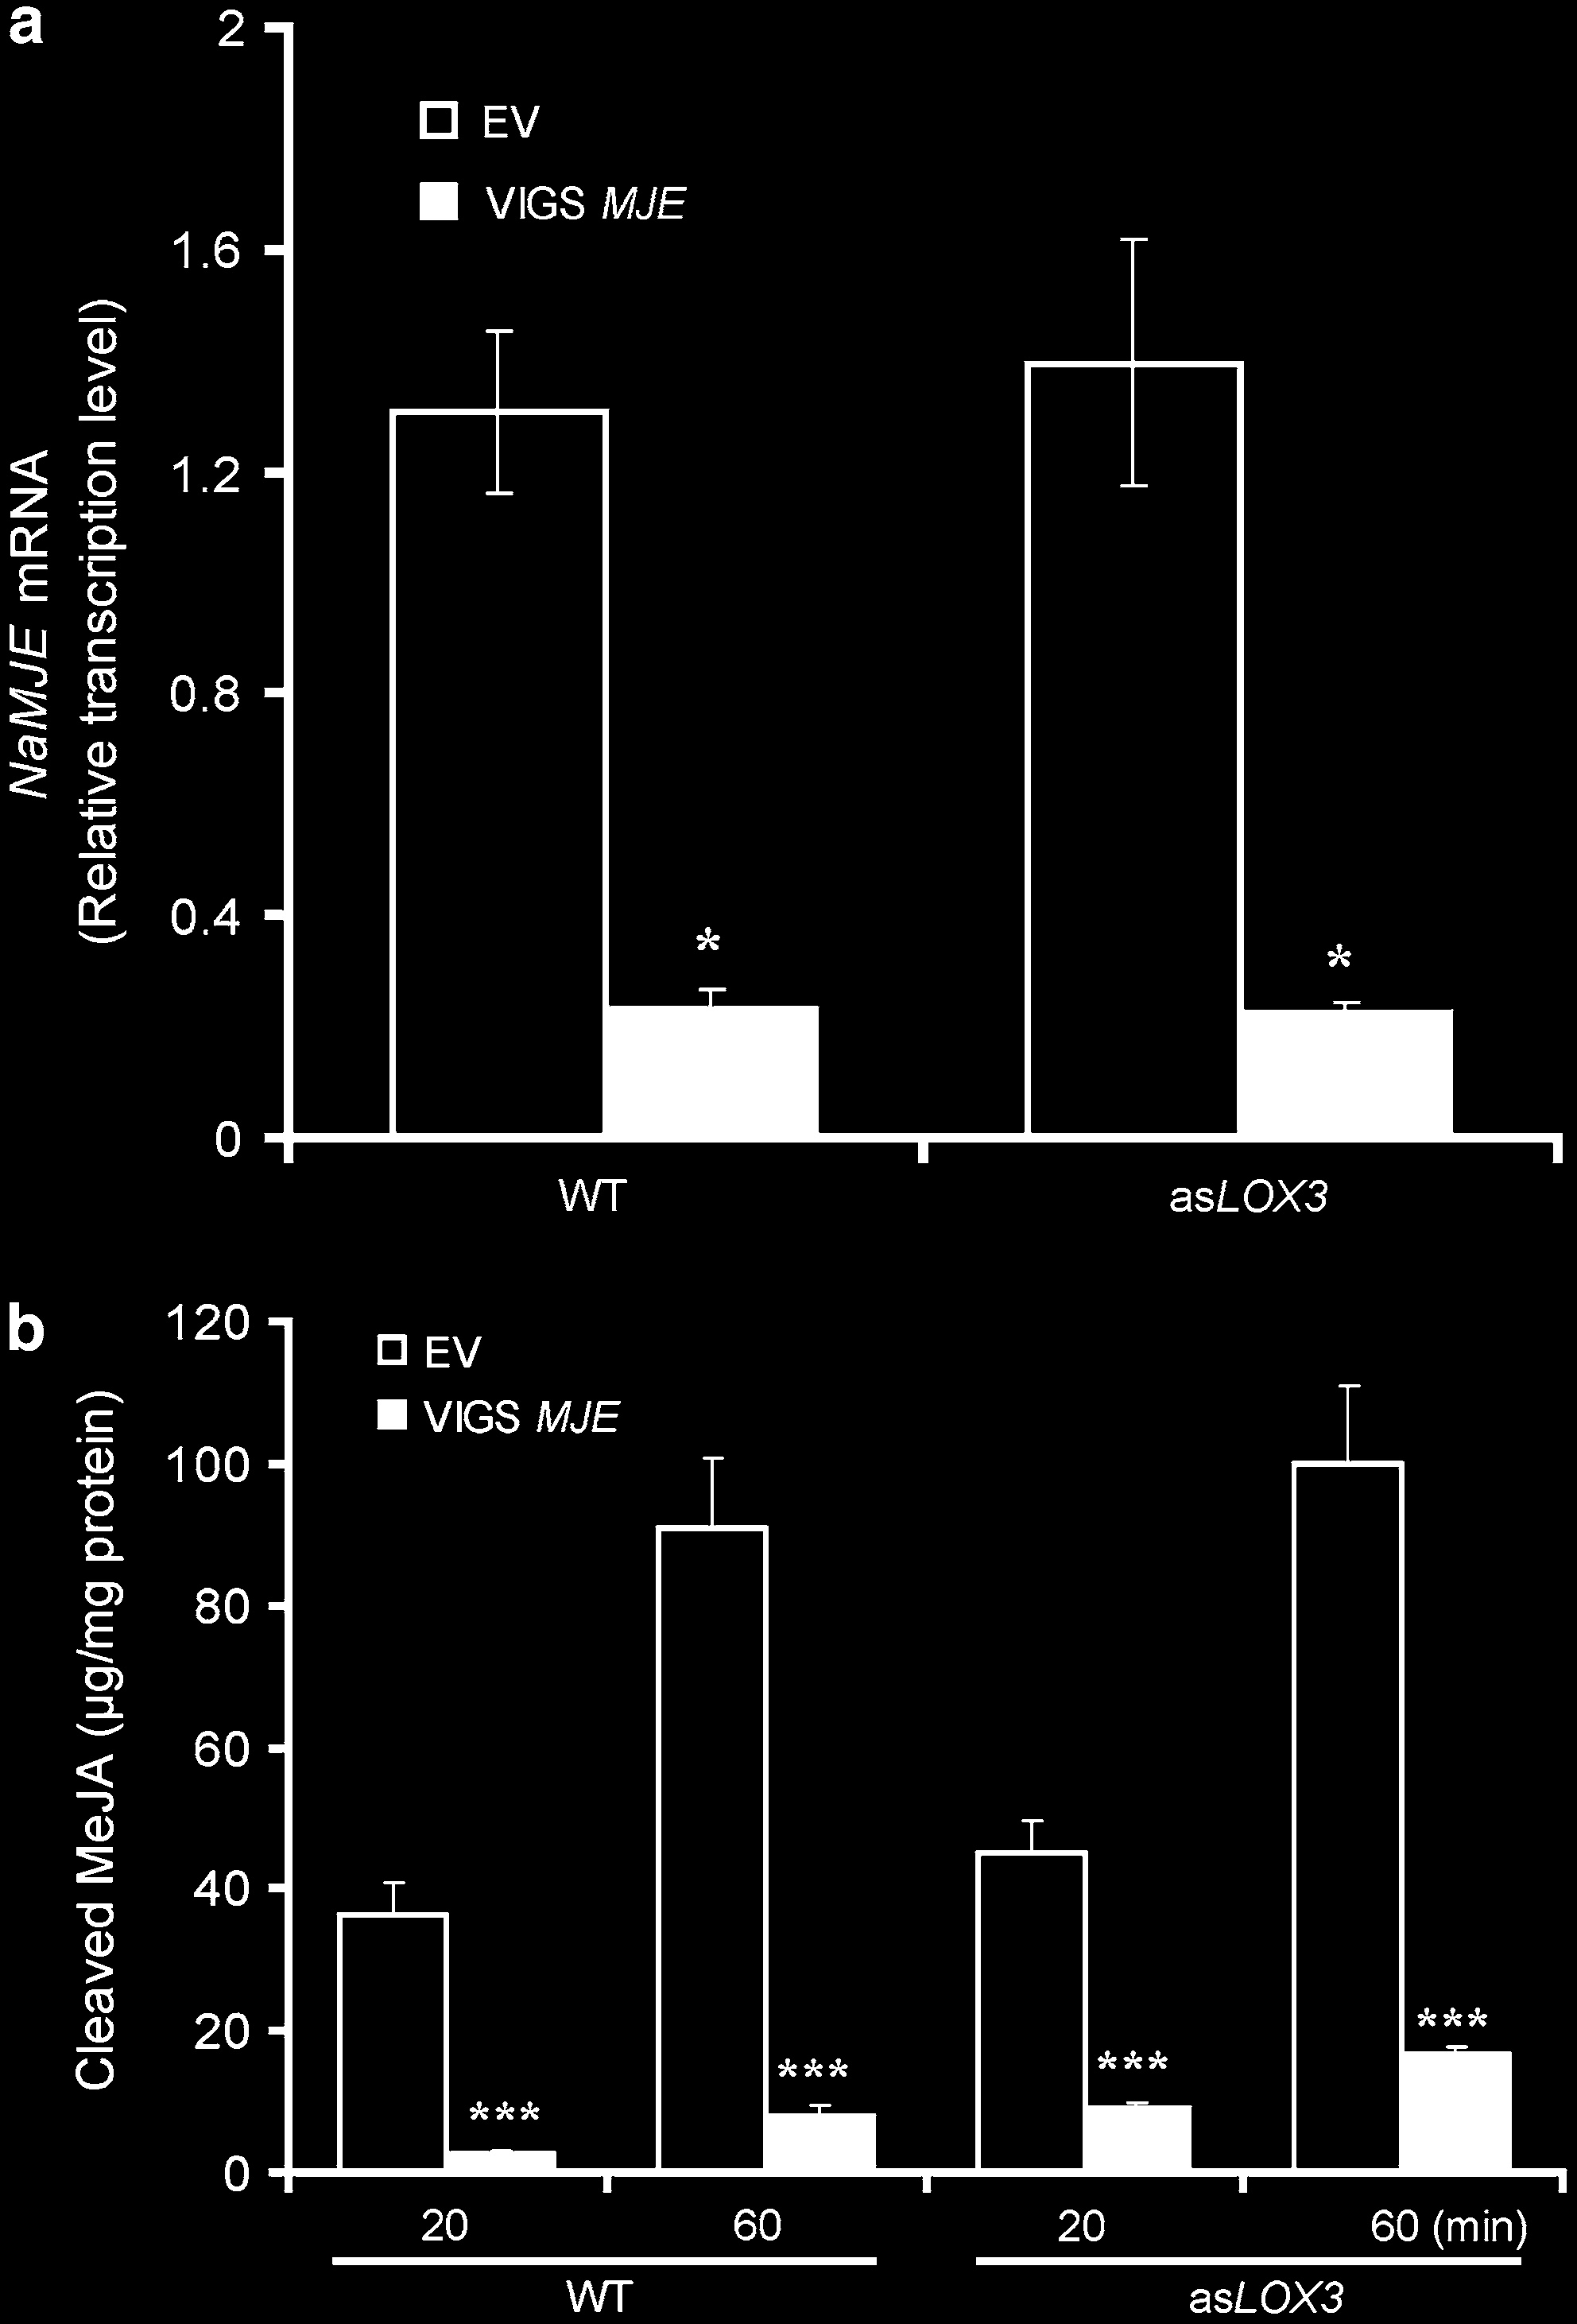 a
2
EV
VIGS MJE
1.6
1.2
0.8
0.4
0
NaMJE mRNA
(Relative transcription level)
*
*
WT
asLOX3
b
120
EV
VIGS MJE
100
80
60
40
20
0
Cleaved MeJA (µg/mg protein)
***
***
***
***
20
60
20
60 (min)
WT
asLOX3